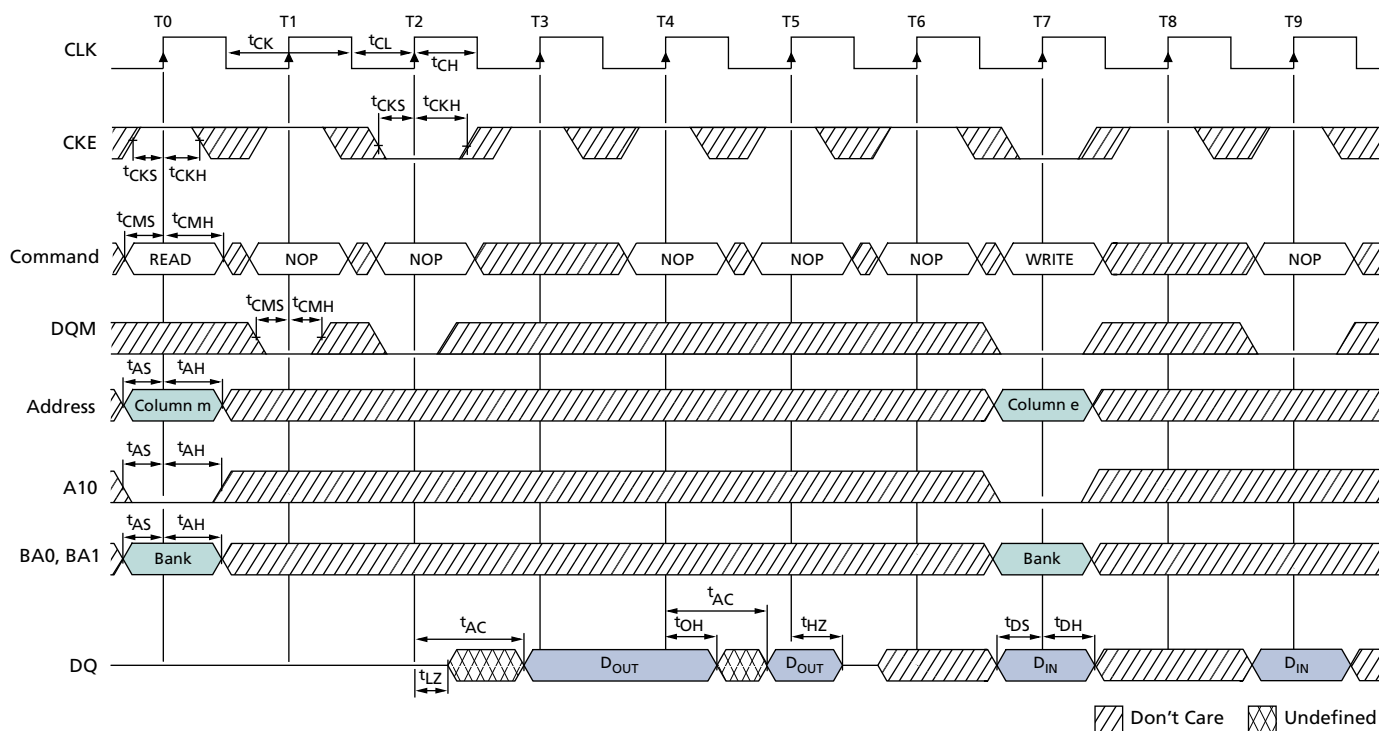 T0 T1 T2 T3 T4 T5 T6 T7 T8 T9
CLK
tCK tCL
tCH
tCKS tCKH
CKE
tCKS tCKH
tCMS tCMH
Command READ NOP NOP NOP NOP NOP WRITE NOP
tCMS tCMH
DQM
tAS tAH
Address Column m Column e
tAS tAH
A10
tAS tAH
BA0, BA1 Bank Bank
tAC
tAC tOH tHZ tDS tDH
DQ DOUT DOUT DIN DIN
tLZ
Don't Care Undefined